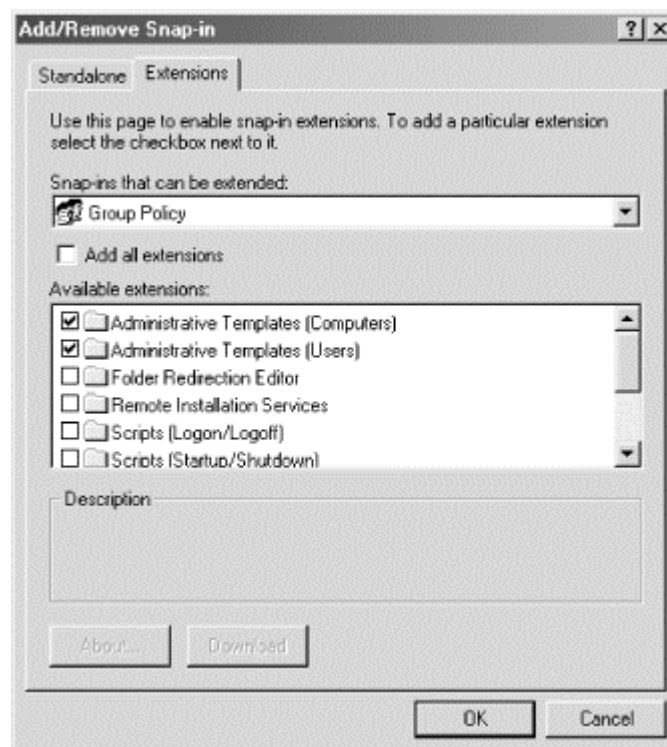 Add/Remove Snap-in
Standalone
Extensions
Use this page to enable snap-in extensions. To add a particular extension
select the checkbox next to it.
Snap-ins that can be extended:
Group Policy
Add all extensions
Available extensions:
Administrative Templates (Computers)
Administrative Templates (Users)
Folder Redirection Editor
Remote Installation Services
Scripts (Logon/Logoff)
Scripts (Startup/Shutdown)
Description
About...
Download
OK
Cancel